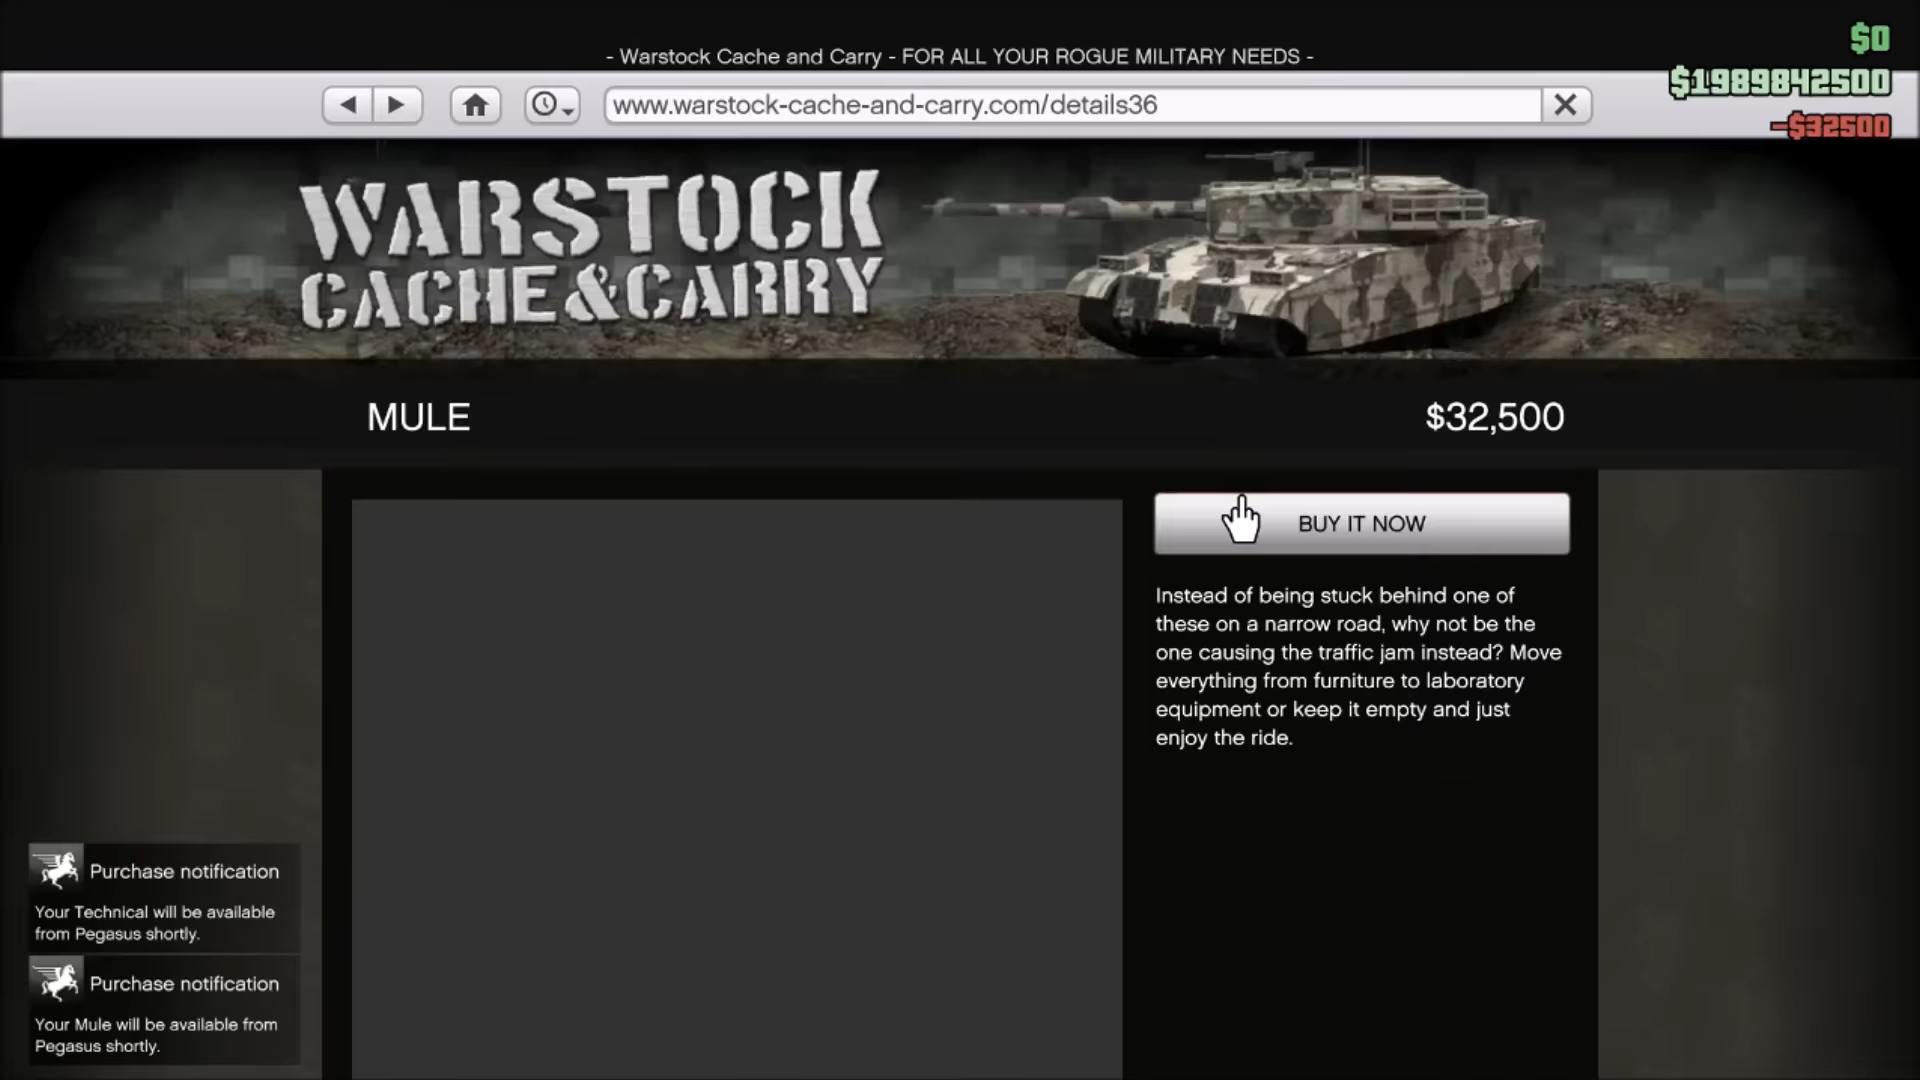 - Warstock Cache and Carry - FOR ALL YOUR ROGUE MILITARY NEEDS -
$0
$1989842500
-$32500
www.warstock-cache-and-carry.com/details36
WARSTOCK
CACHE & CARRY
MULE
$32,500
BUY IT NOW
Instead of being stuck behind one of
these on a narrow road, why not be the
one causing the traffic jam instead? Move
everything from furniture to laboratory
equipment or keep it empty and just
enjoy the ride.
Purchase notification
Your Technical will be available
from Pegasus shortly.
Purchase notification
Your Mule will be available from
Pegasus shortly.